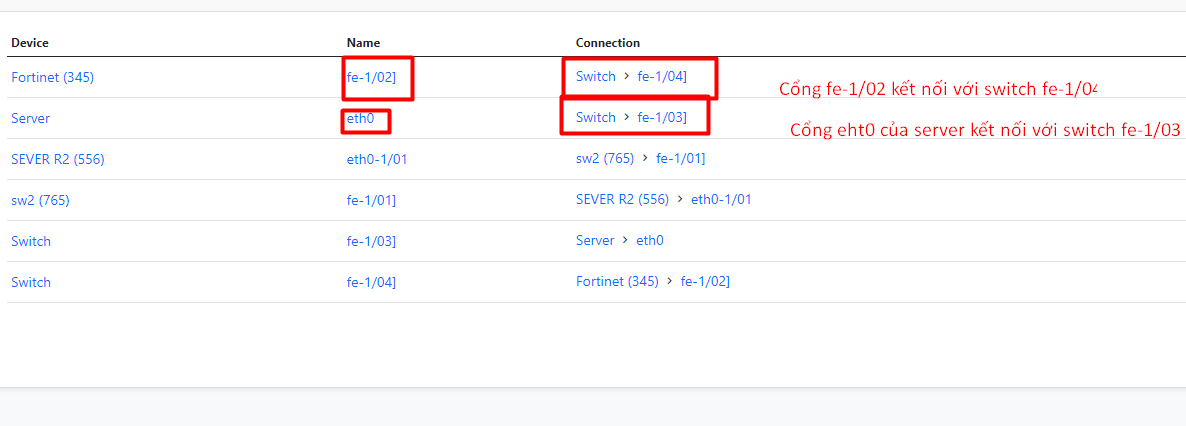 Device Name Connection
Fortinet (345) fe-1/02] Switch > fe-1/04] Cổng fe-1/02 kết nối với switch fe-1/04
Server eth0 Switch > fe-1/03] Cổng eht0 của server kết nối với switch fe-1/03
SEVER R2 (556) eth0-1/01 sw2 (765) > fe-1/01]
sw2 (765) fe-1/01] SEVER R2 (556) > eth0-1/01
Switch fe-1/03] Server > eth0
Switch fe-1/04] Fortinet (345) > fe-1/02]